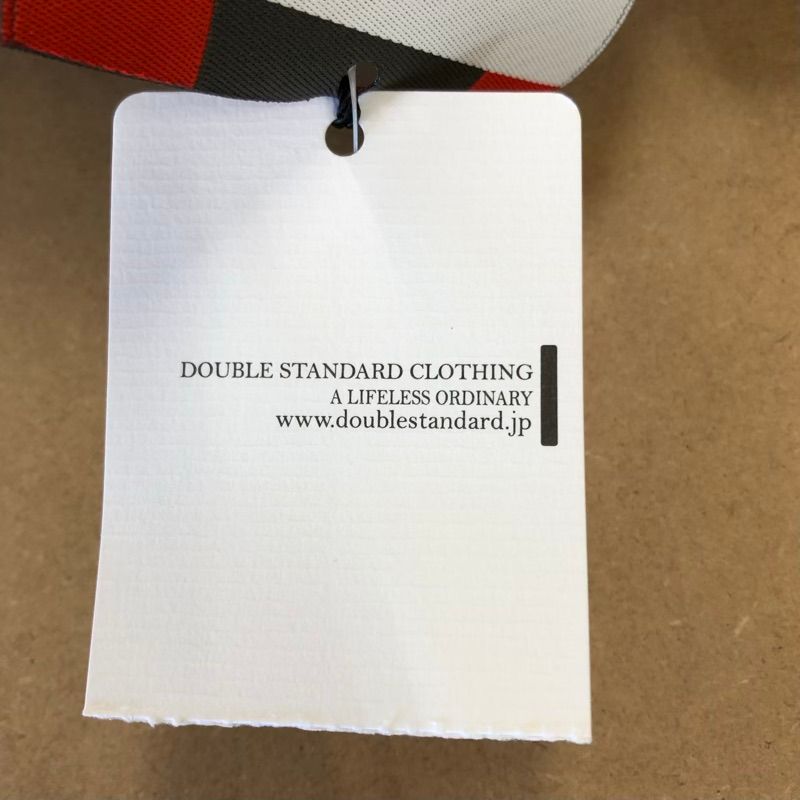 DOUBLE STANDARD CLOTHING
A LIFELESS ORDINARY
www.doublestandard.jp